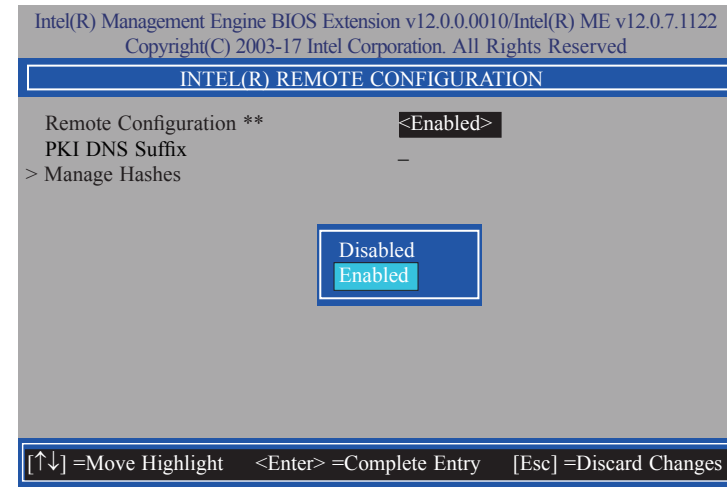 Intel(R) Management Engine BIOS Extension v12.0.0.0010/Intel(R) ME v12.0.7.1122
Copyright(C) 2003-17 Intel Corporation. All Rights Reserved
INTEL(R) REMOTE CONFIGURATION
Remote Configuration ** <Enabled>
PKI DNS Suffix _
> Manage Hashes
Disabled
Enabled
[↑↓] =Move Highlight <Enter> =Complete Entry [Esc] =Discard Changes